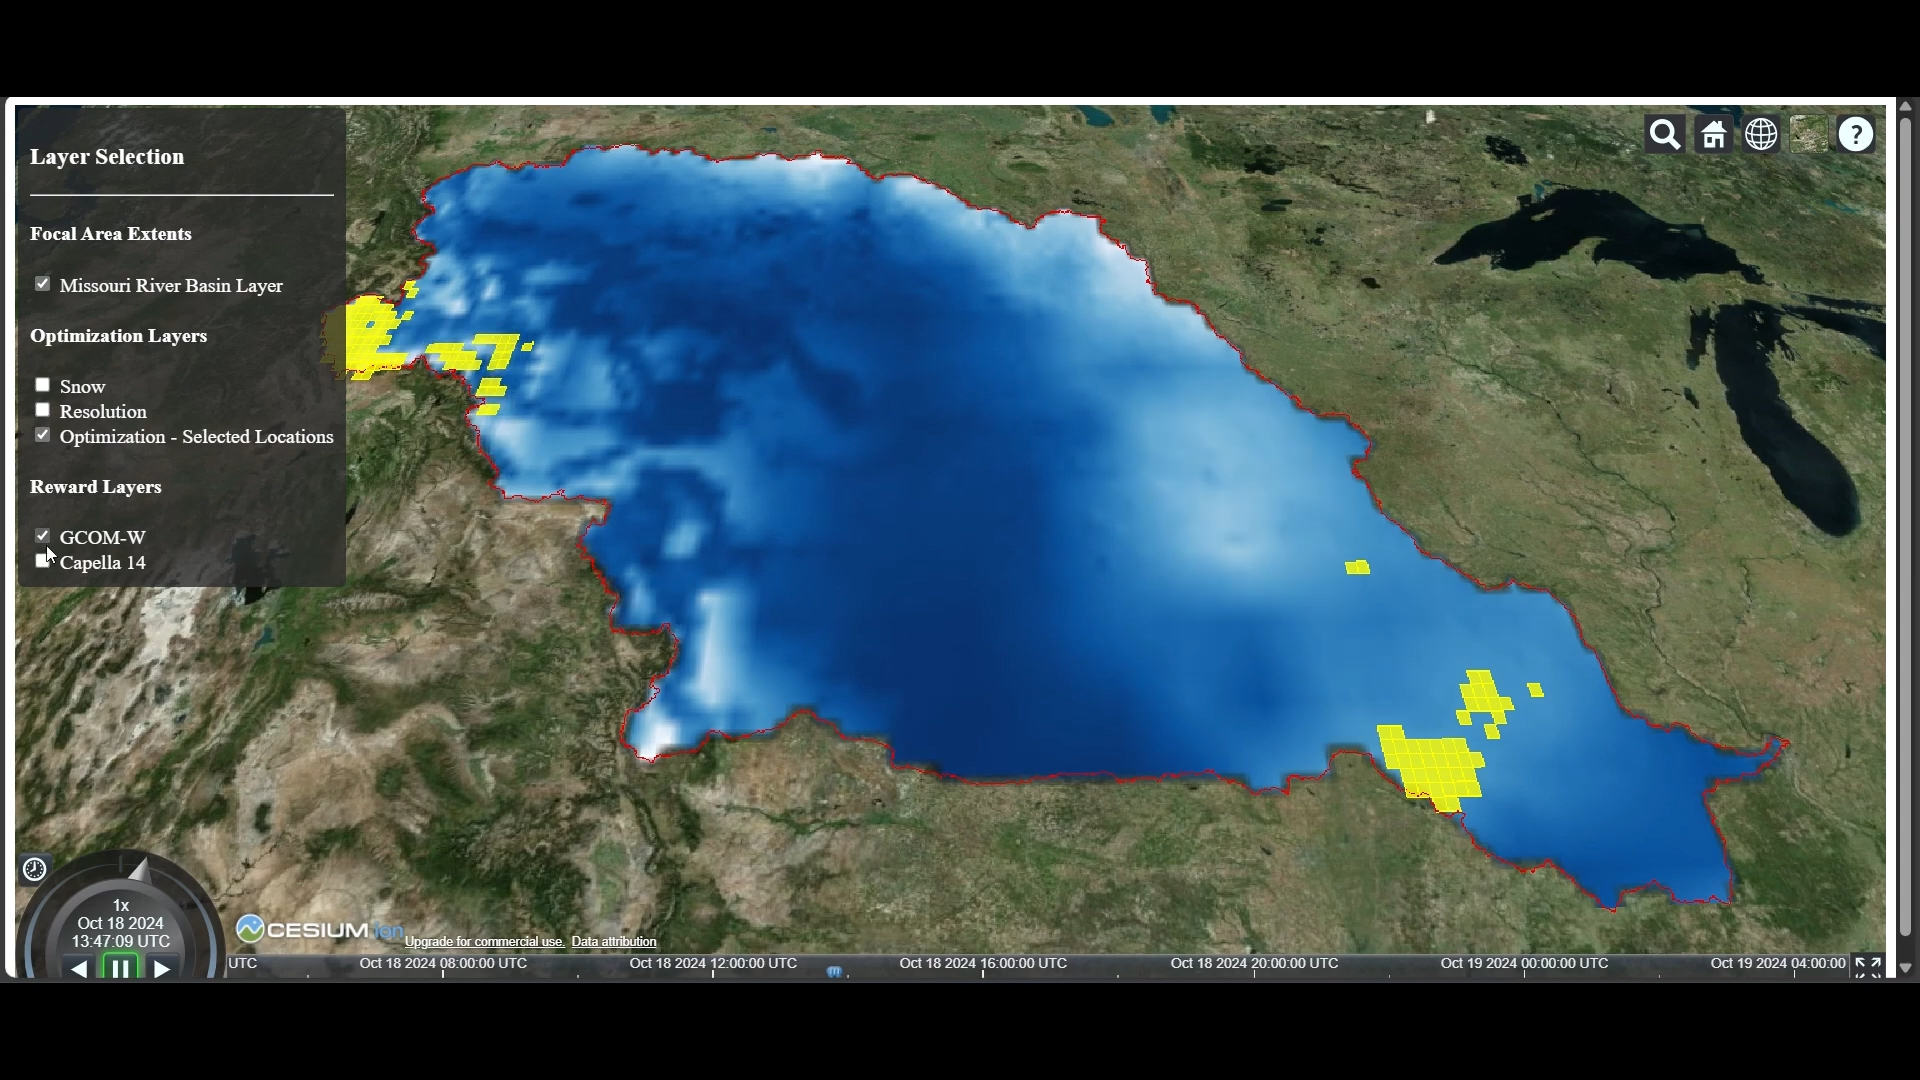 Layer Selection
Focal Area Extents
Missouri River Basin Layer
Optimization Layers
Snow
Resolution
Optimization - Selected Locations
Reward Layers
GCOM-W
Capella 14
?
1x
Oct 18 2024
13:47:09 UTC
CESIUM ion
Upgrade for commercial use. Data attribution
UTC
Oct 18 2024 08:00:00 UTC
Oct 18 2024 12:00:00 UTC
Oct 18 2024 16:00:00 UTC
Oct 18 2024 20:00:00 UTC
Oct 19 2024 00:00:00 UTC
Oct 19 2024 04:00:00